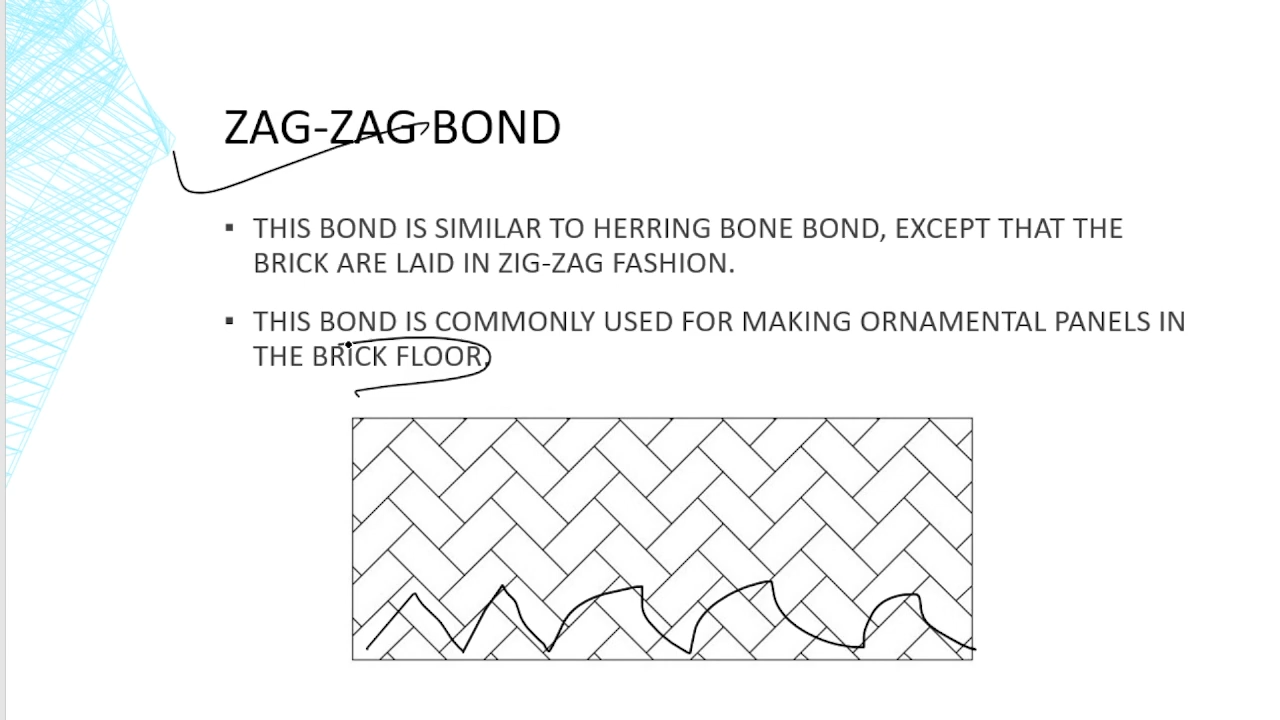 ZAG-ZAG BOND
▪ THIS BOND IS SIMILAR TO HERRING BONE BOND, EXCEPT THAT THE
BRICK ARE LAID IN ZIG-ZAG FASHION.
▪ THIS BOND IS COMMONLY USED FOR MAKING ORNAMENTAL PANELS IN
THE BRICK FLOOR.